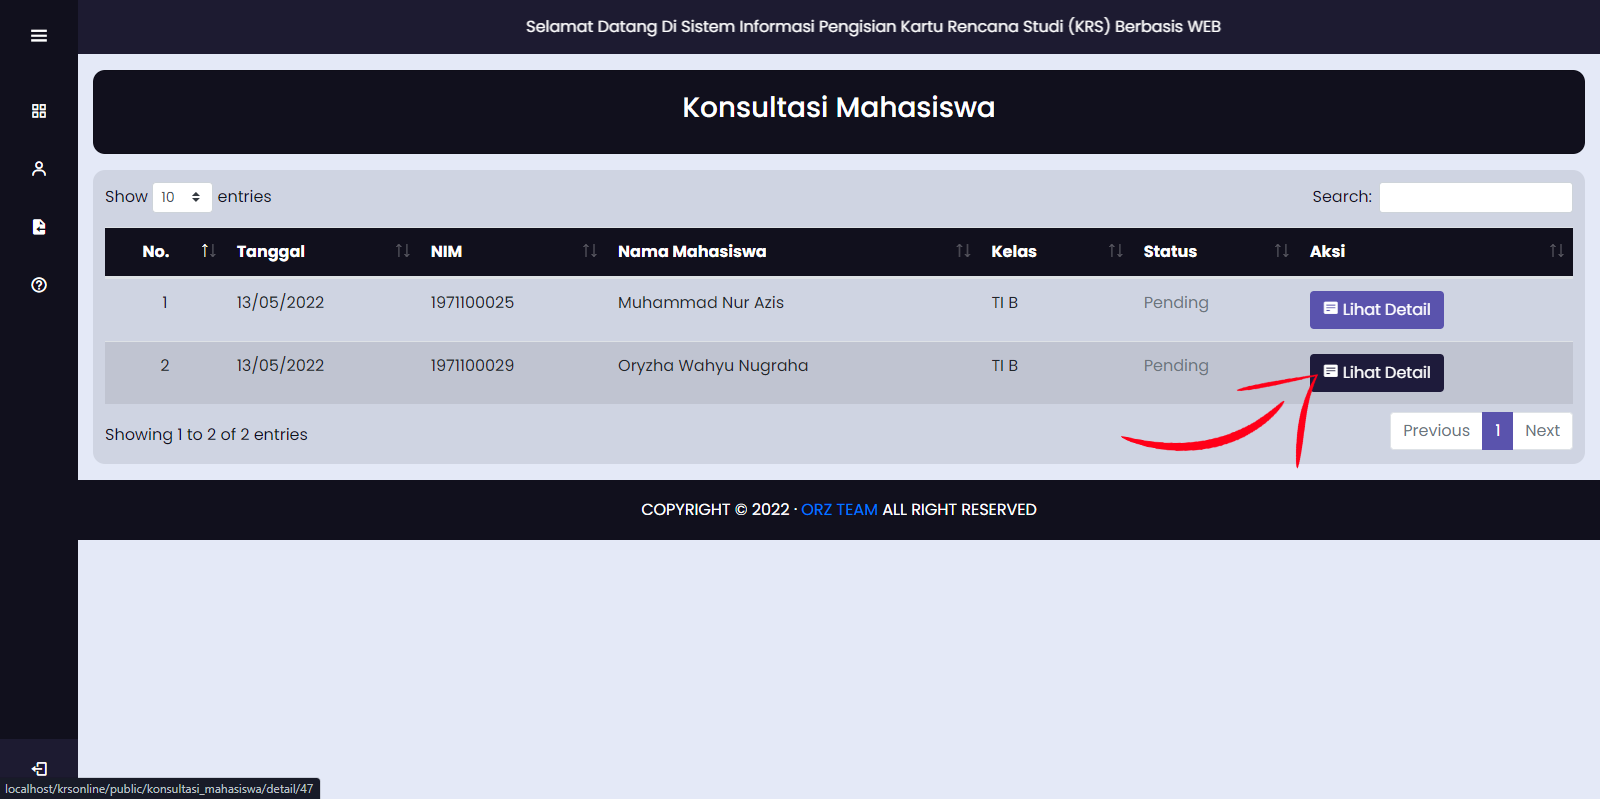 Selamat Datang Di Sistem Informasi Pengisian Kartu Rencana Studi (KRS) Berbasis WEB
Konsultasi Mahasiswa
Show 10 entries Search:
No. Tanggal NIM Nama Mahasiswa Kelas Status Aksi
1 13/05/2022 1971100025 Muhammad Nur Azis TI B Pending Lihat Detail
2 13/05/2022 1971100029 Oryzha Wahyu Nugraha TI B Pending Lihat Detail
Showing 1 to 2 of 2 entries Previous 1 Next
COPYRIGHT © 2022 · ORZ TEAM ALL RIGHT RESERVED
localhost/krsonline/public/konsultasi_mahasiswa/detail/47